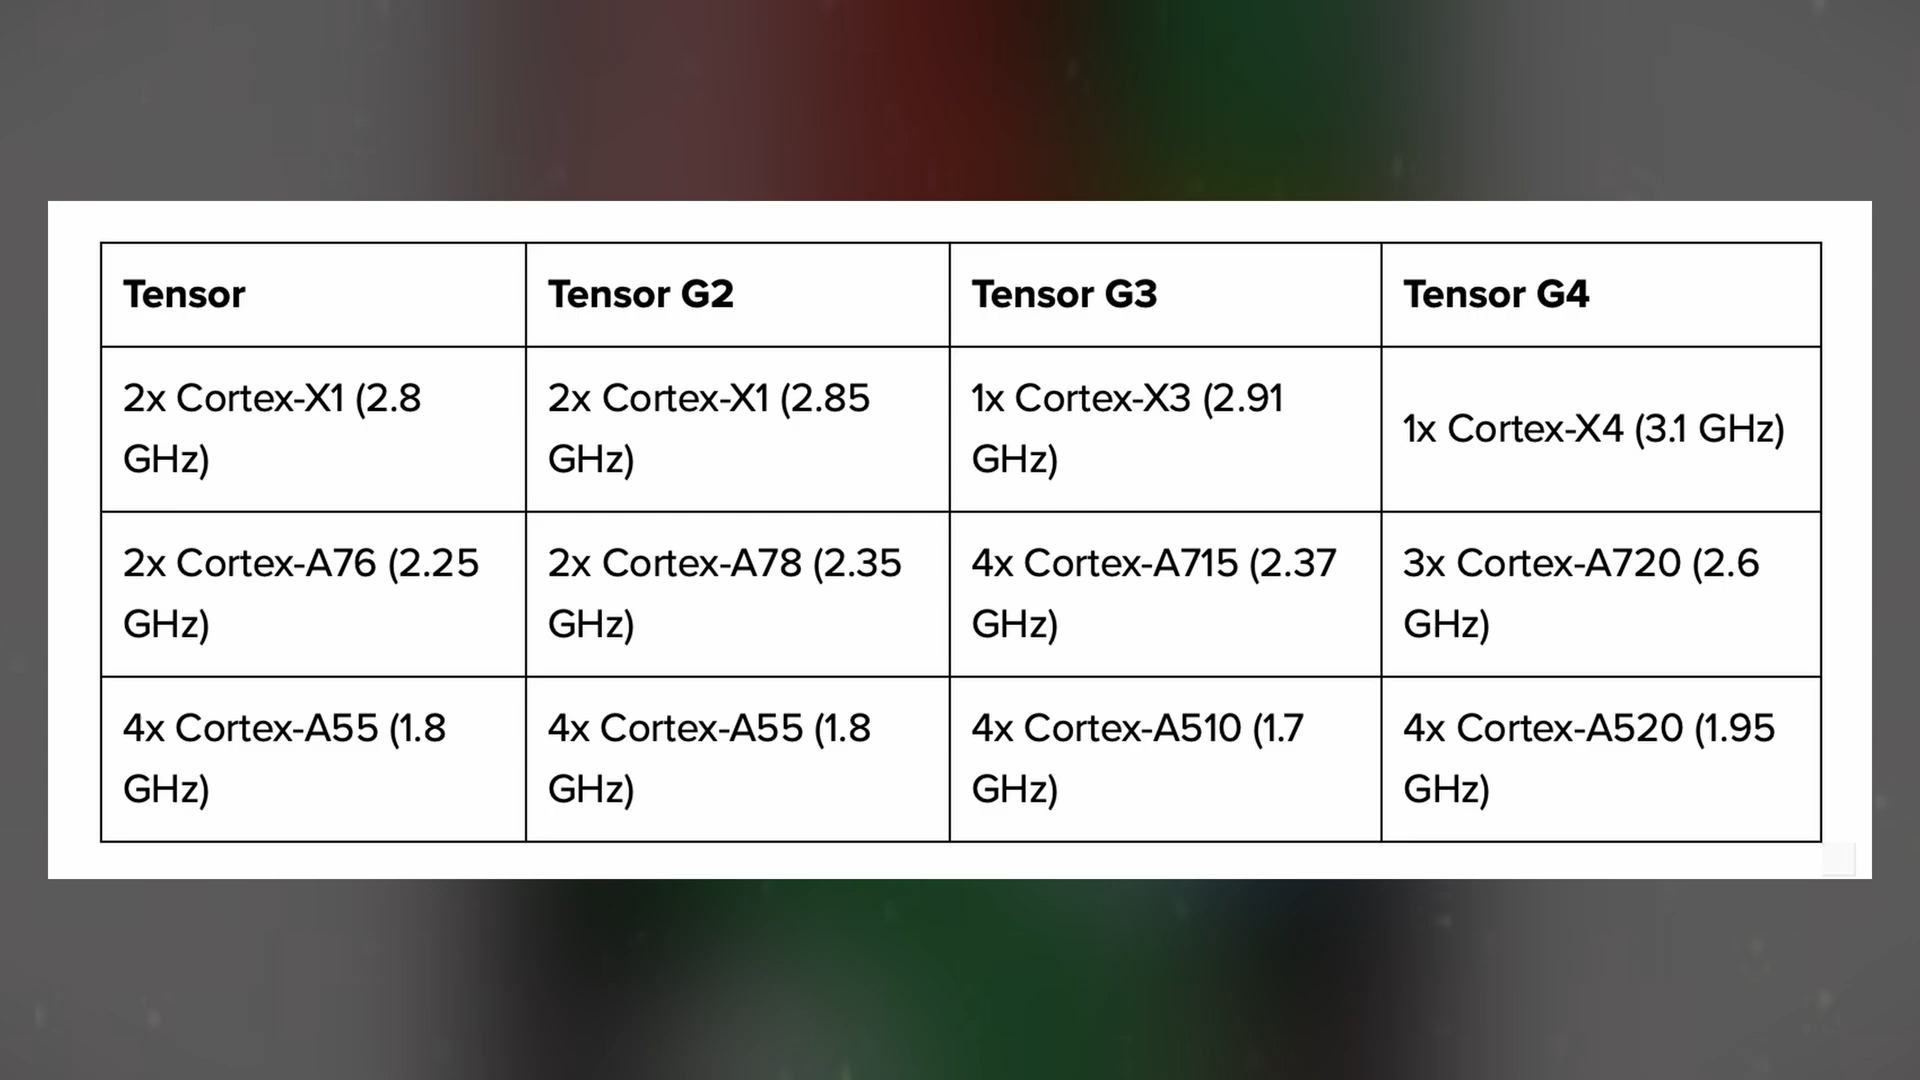 Tensor
Tensor G2
Tensor G3
Tensor G4
2x Cortex-X1 (2.8
GHz)
2x Cortex-X1 (2.85
GHz)
1x Cortex-X3 (2.91
GHz)
1x Cortex-X4 (3.1 GHz)
2x Cortex-A76 (2.25
GHz)
2x Cortex-A78 (2.35
GHz)
4x Cortex-A715 (2.37
GHz)
3x Cortex-A720 (2.6
GHz)
4x Cortex-A55 (1.8
GHz)
4x Cortex-A55 (1.8
GHz)
4x Cortex-A510 (1.7
GHz)
4x Cortex-A520 (1.95
GHz)